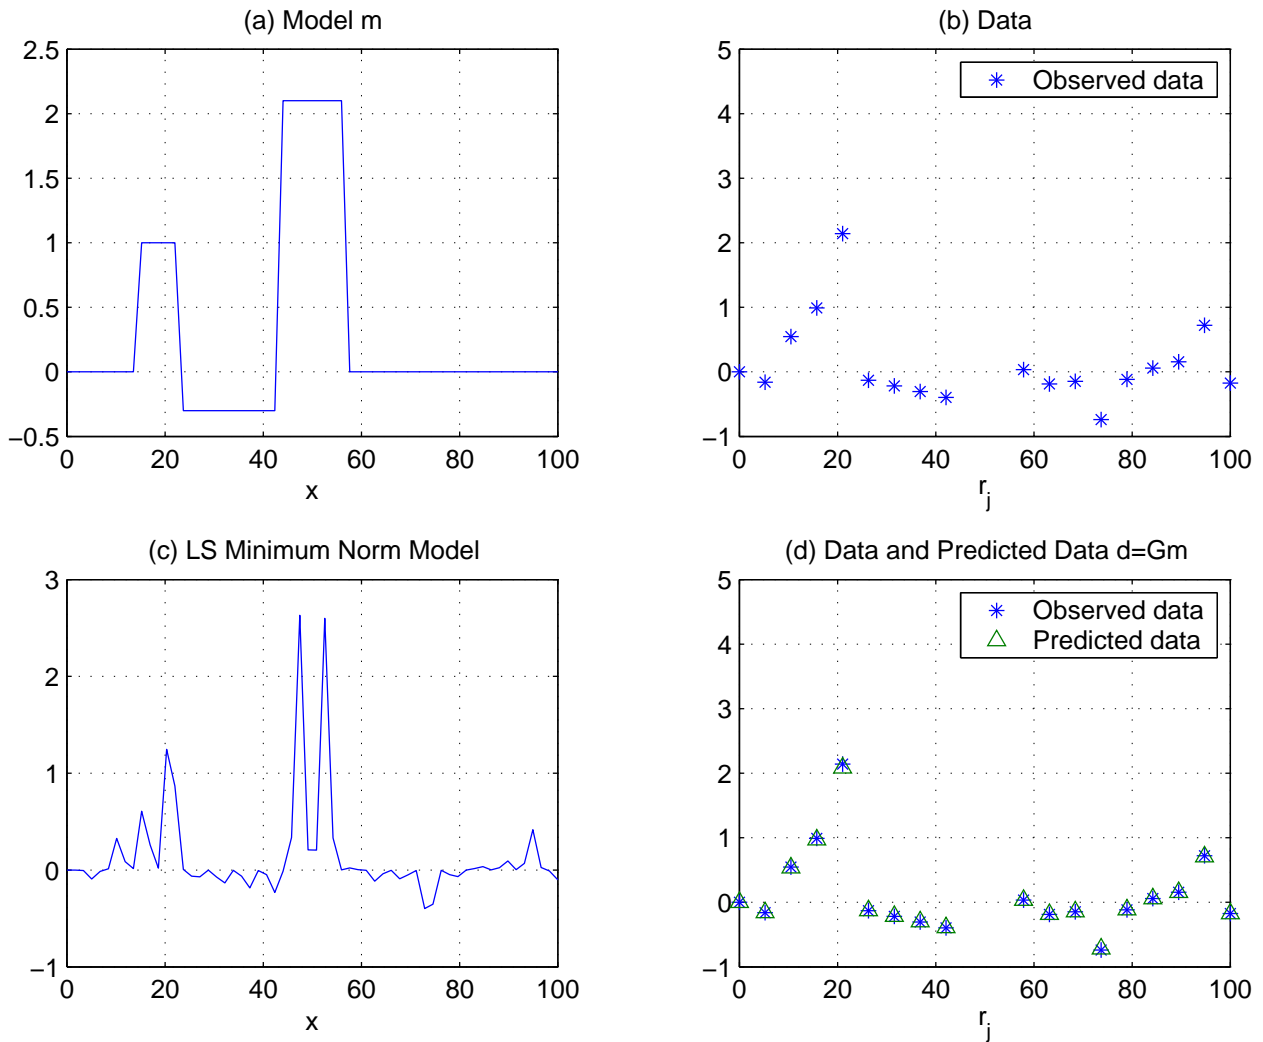 (a) Model m
2.5
2
1.5
1
0.5
0
−0.5
0 20 40 60 80 100
x
(b) Data
Observed data
5
4
3
2
1
0
−1
0 20 40 60 80 100
r_j
(c) LS Minimum Norm Model
3
2
1
0
−1
0 20 40 60 80 100
x
(d) Data and Predicted Data d=Gm
Observed data
Predicted data
5
4
3
2
1
0
−1
0 20 40 60 80 100
r_j